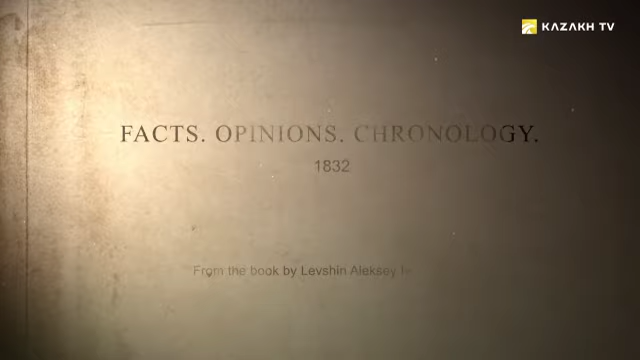 KAZAKH TV
FACTS. OPINIONS. CHRONOLOGY.
1832
From the book by Levshin Aleksey